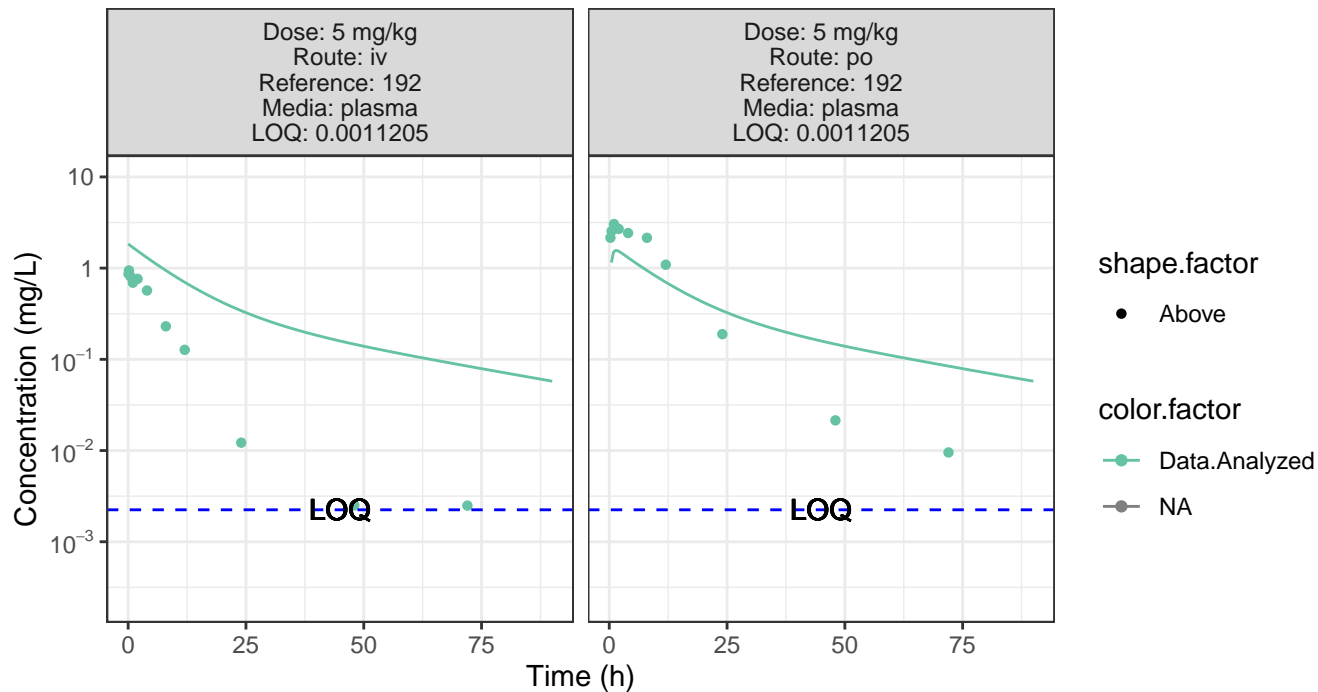 Dose: 5 mg/kg
Route: iv
Reference: 192
Media: plasma
LOQ: 0.0011205
Dose: 5 mg/kg
Route: po
Reference: 192
Media: plasma
LOQ: 0.0011205
Concentration (mg/L)
10
1
10⁻¹
10⁻²
10⁻³
LOQ
LOQ
0
25
50
75
0
25
50
75
Time (h)
shape.factor
Above
color.factor
Data.Analyzed
NA